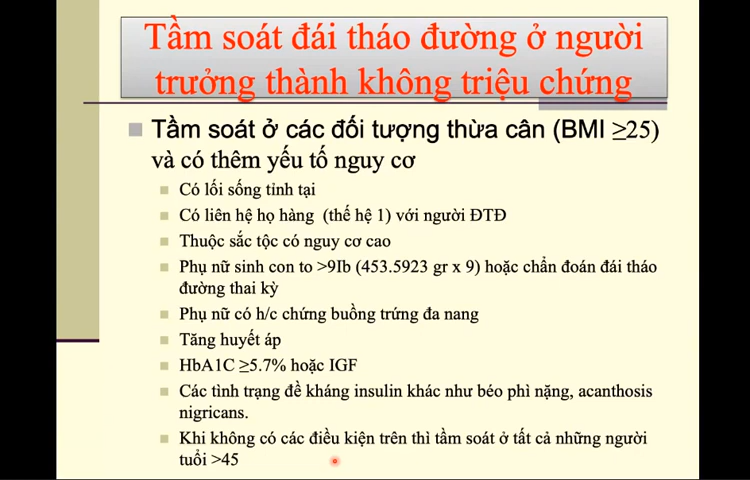 Tầm soát đái tháo đường ở người
trưởng thành không triệu chứng
Tầm soát ở các đối tượng thừa cân (BMI ≥25)
và có thêm yếu tố nguy cơ
Có lối sống tỉnh tại
Có liên hệ họ hàng (thế hệ 1) với người ĐTĐ
Thuộc sắc tộc có nguy cơ cao
Phụ nữ sinh con to >9Ib (453.5923 gr x 9) hoặc chẩn đoán đái tháo
đường thai kỳ
Phụ nữ có h/c chứng buồng trứng đa nang
Tăng huyết áp
HbA1C ≥5.7% hoặc IGF
Các tình trạng đề kháng insulin khác như béo phì nặng, acanthosis
nigricans.
Khi không có các điều kiện trên thì tầm soát ở tất cả những người
tuổi >45